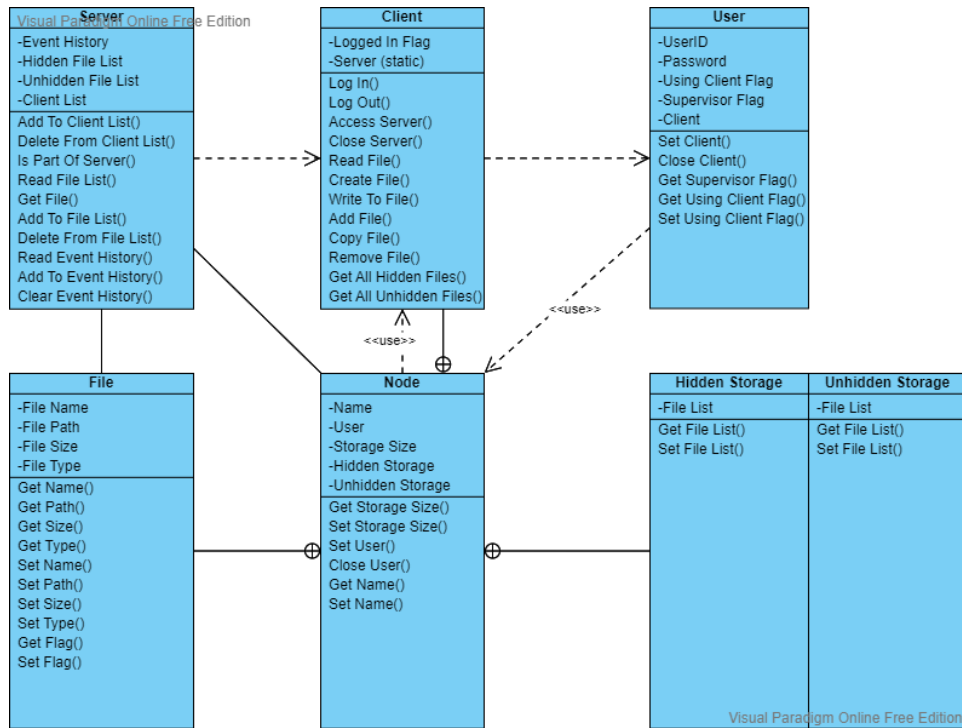 Visual Paradigm Online Free Edition
Server
-Event History
-Hidden File List
-Unhidden File List
-Client List
Add To Client List()
Delete From Client List()
Is Part Of Server()
Read File List()
Get File()
Add To File List()
Delete From File List()
Read Event History()
Add To Event History()
Clear Event History()
Client
-Logged In Flag
-Server (static)
Log In()
Log Out()
Access Server()
Close Server()
Read File()
Create File()
Write To File()
Add File()
Copy File()
Remove File()
Get All Hidden Files()
Get All Unhidden Files()
User
-UserID
-Password
-Using Client Flag
-Supervisor Flag
-Client
Set Client()
Close Client()
Get Supervisor Flag()
Get Using Client Flag()
Set Using Client Flag()
<<use>>
<<use>>
File
-File Name
-File Path
-File Size
-File Type
Get Name()
Get Path()
Get Size()
Get Type()
Set Name()
Set Path()
Set Size()
Set Type()
Get Flag()
Set Flag()
Node
-Name
-User
-Storage Size
-Hidden Storage
-Unhidden Storage
Get Storage Size()
Set Storage Size()
Set User()
Close User()
Get Name()
Set Name()
Hidden Storage
-File List
Get File List()
Set File List()
Unhidden Storage
-File List
Get File List()
Set File List()
Visual Paradigm Online Free Edition